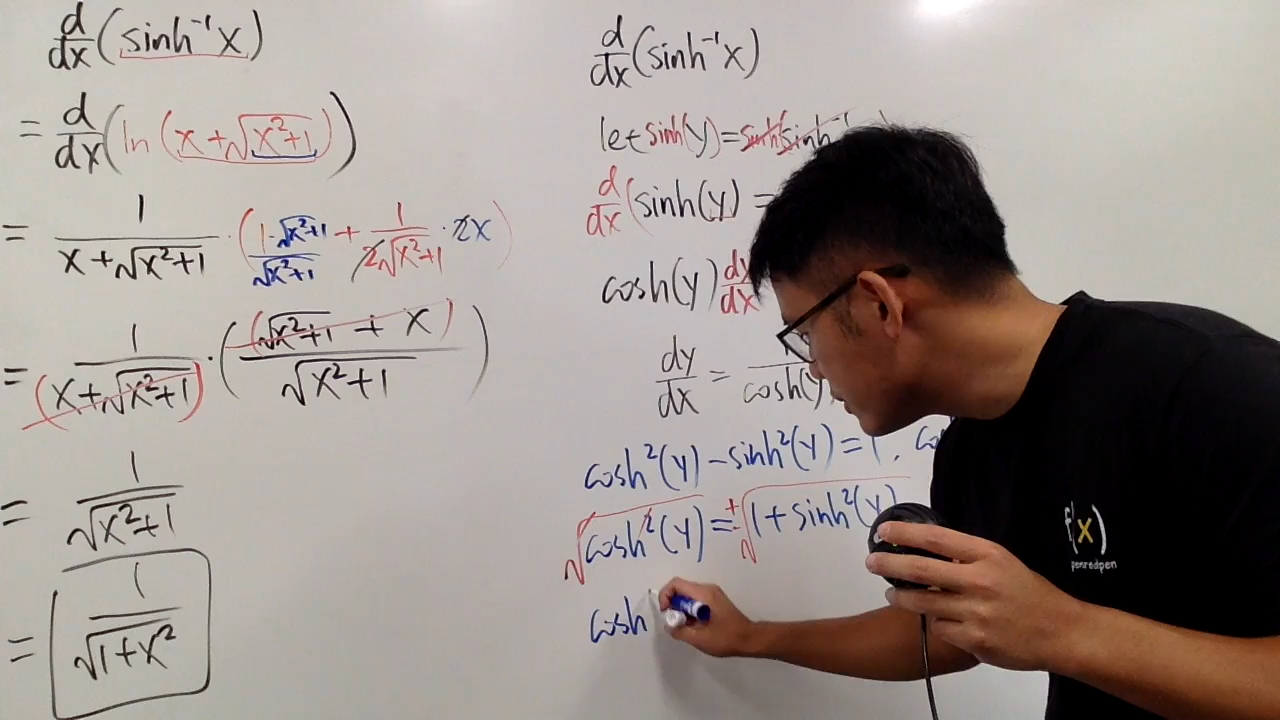 d/dx (sinh⁻¹x)
= d/dx (ln (x + √(x²+1)))
= 1/(x + √(x²+1)) · (1·√(x²+1)/√(x²+1) + 1/(2√(x²+1)) · 2x)
= 1/(x + √(x²+1)) · ((√(x²+1) + x)/√(x²+1))
= 1/√(x²+1)
= 1/√(1+x²)
d/dx (sinh⁻¹x)
let sinh(y) = sinh(sinh⁻¹
d/dx (sinh(y) =
cosh(y) dy/dx
dy/dx = /cosh(y)
cosh²(y) - sinh²(y) = 1,
√(cosh²(y)) = ±√(1 + sinh²(y)
cosh
f(x)
penredpen